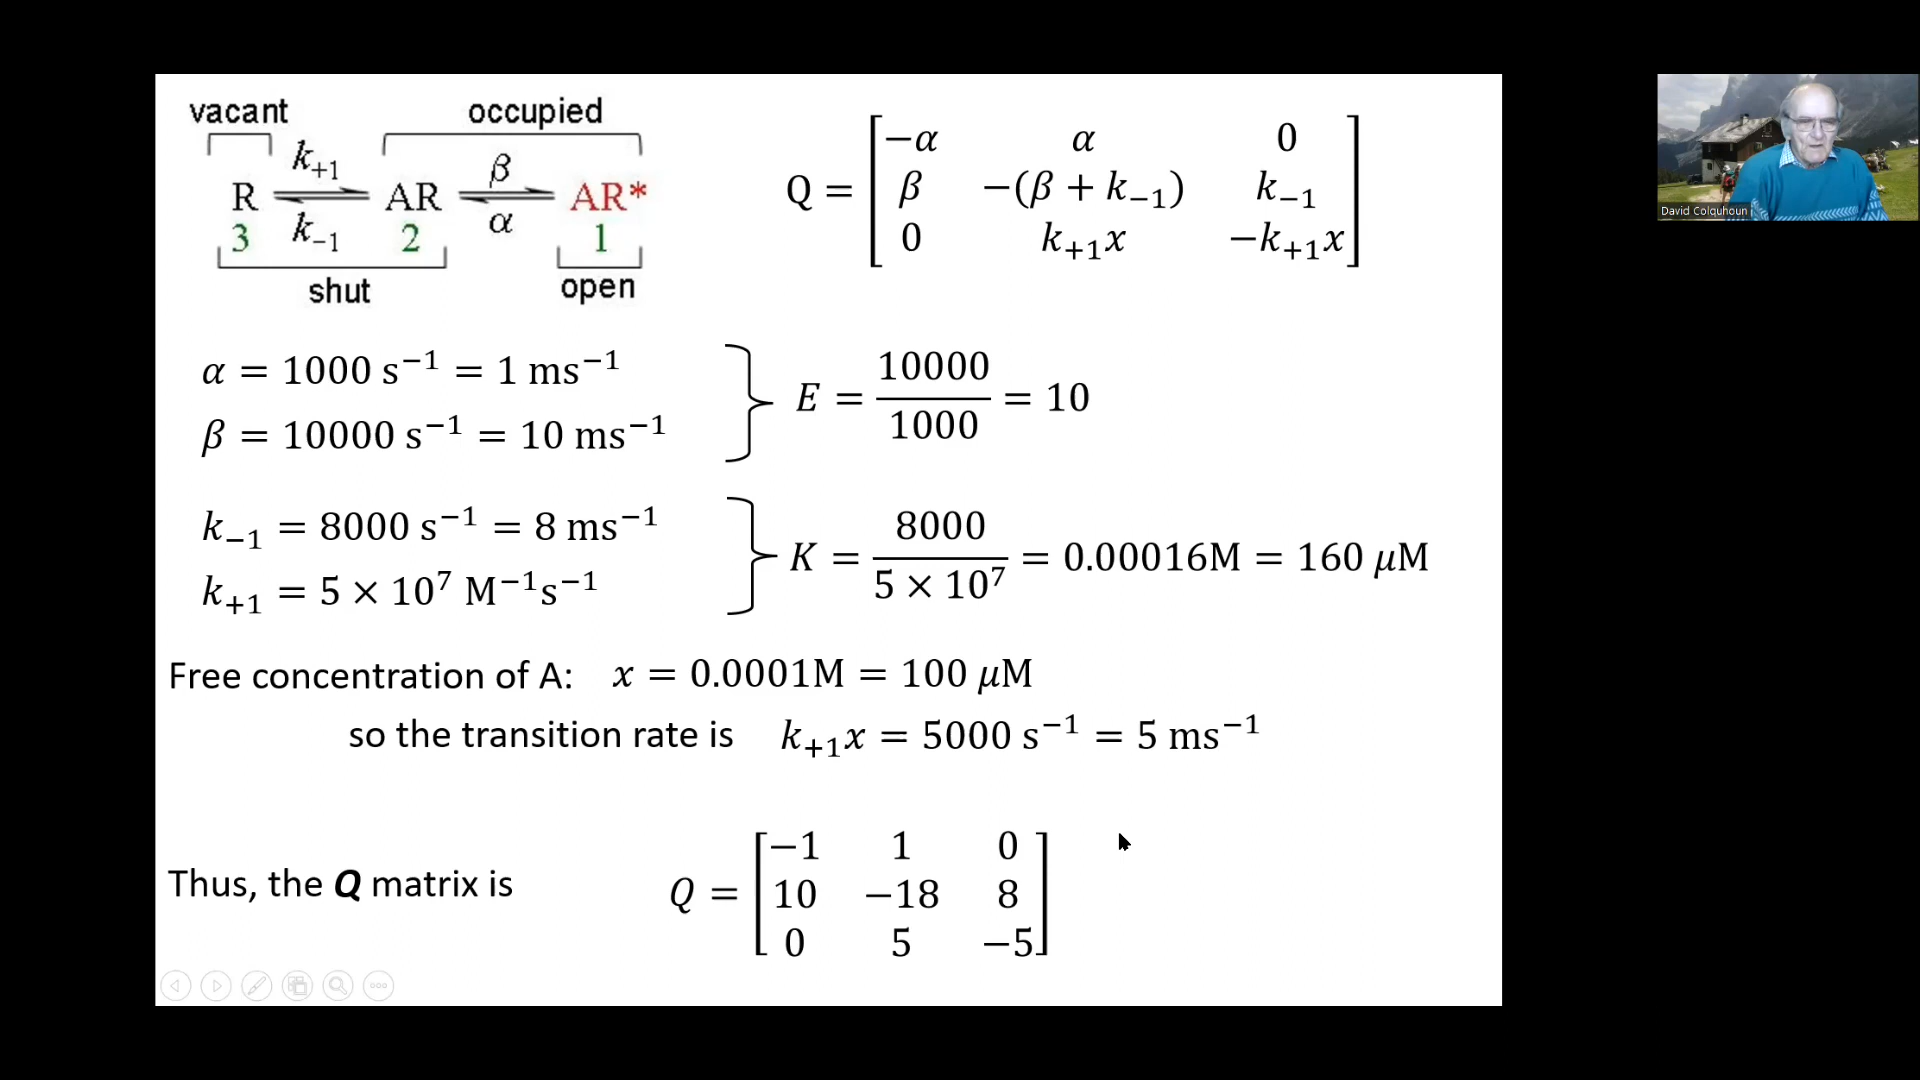 vacant occupied
k₊₁ β
R ⇌ AR ⇌ AR*
k₋₁ α
3 2 1
shut open
Q = [−α α 0
β −(β + k₋₁) k₋₁
0 k₊₁x −k₊₁x]
α = 1000 s⁻¹ = 1 ms⁻¹
β = 10000 s⁻¹ = 10 ms⁻¹
E = 10000/1000 = 10
k₋₁ = 8000 s⁻¹ = 8 ms⁻¹
k₊₁ = 5 × 10⁷ M⁻¹s⁻¹
K = 8000/5 × 10⁷ = 0.00016M = 160 μM
Free concentration of A: x = 0.0001M = 100 μM
so the transition rate is k₊₁x = 5000 s⁻¹ = 5 ms⁻¹
Thus, the Q matrix is Q = [−1 1 0
10 −18 8
0 5 −5]
David Colquhoun